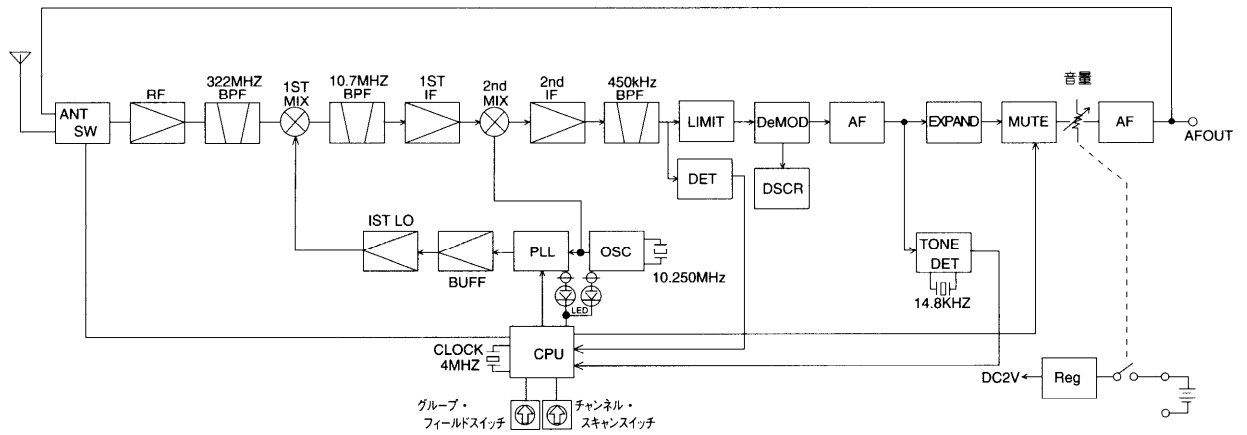 ANT
SW
RF
322MHZ
BPF
1ST
MIX
10.7MHZ
BPF
1ST
IF
2nd
MIX
2nd
IF
450kHz
BPF
LIMIT
DeMOD
AF
EXPAND
MUTE
音量
AF
AFOUT
DET
DSCR
IST LO
BUFF
PLL
OSC
10.250MHz
LED
TONE
DET
14.8KHZ
CLOCK
4MHZ
CPU
DC2V
Reg
グループ・
フィールドスイッチ
チャンネル・
スキャンスイッチ